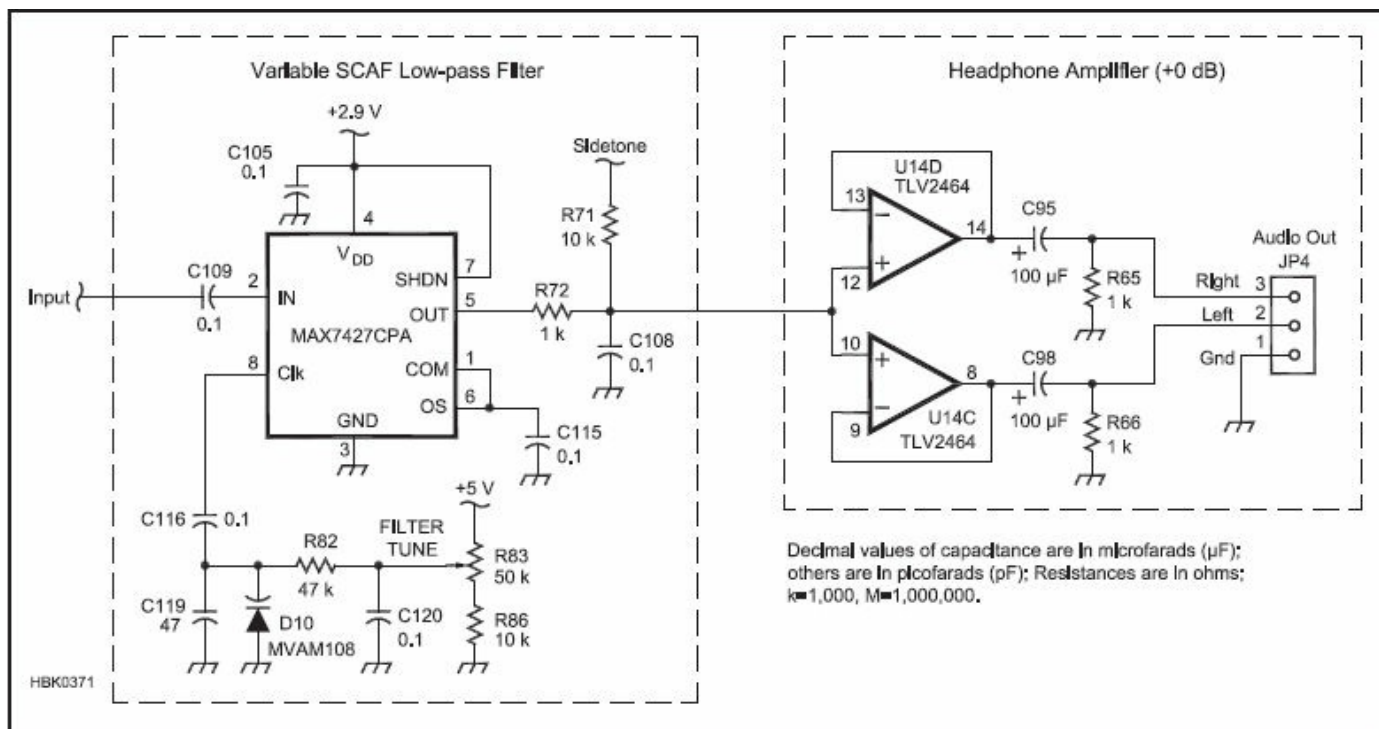 Variable SCAF Low-pass Filter
Headphone Amplifier (+0 dB)
+2.9 V
C105
0.1
4
VDD
SHDN
7
C109
0.1
Input
2
IN
OUT
5
MAX7427CPA
8
Clk
COM
1
OS
6
GND
3
R72
1 k
Sidetone
R71
10 k
C108
0.1
C115
0.1
C116
0.1
R82
47 k
FILTER
TUNE
+5 V
R83
50 k
R86
10 k
C119
47
D10
MVAM108
C120
0.1
U14D
TLV2464
13
−
+
12
14
C95
+
100 µF
R65
1 k
10
+
−
9
8
U14C
TLV2464
C98
+
100 µF
R66
1 k
Audio Out
JP4
Right
3
Left
2
Gnd
1
Decimal values of capacitance are in microfarads (µF);
others are in picofarads (pF); Resistances are in ohms;
k=1,000, M=1,000,000.
HBK0371